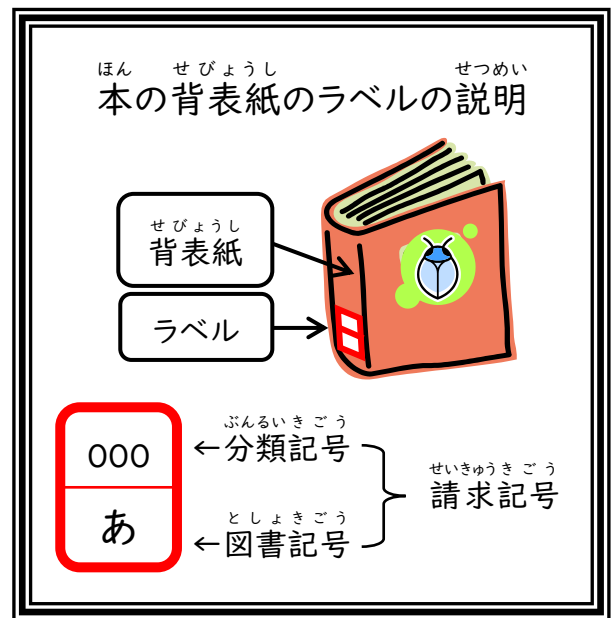 ほん せびょうし せつめい
本の背表紙のラベルの説明
せびょうし
背表紙
ラベル
ぶんるいきごう
000 ←分類記号
せいきゅうきごう
請求記号
としょきごう
あ ←図書記号